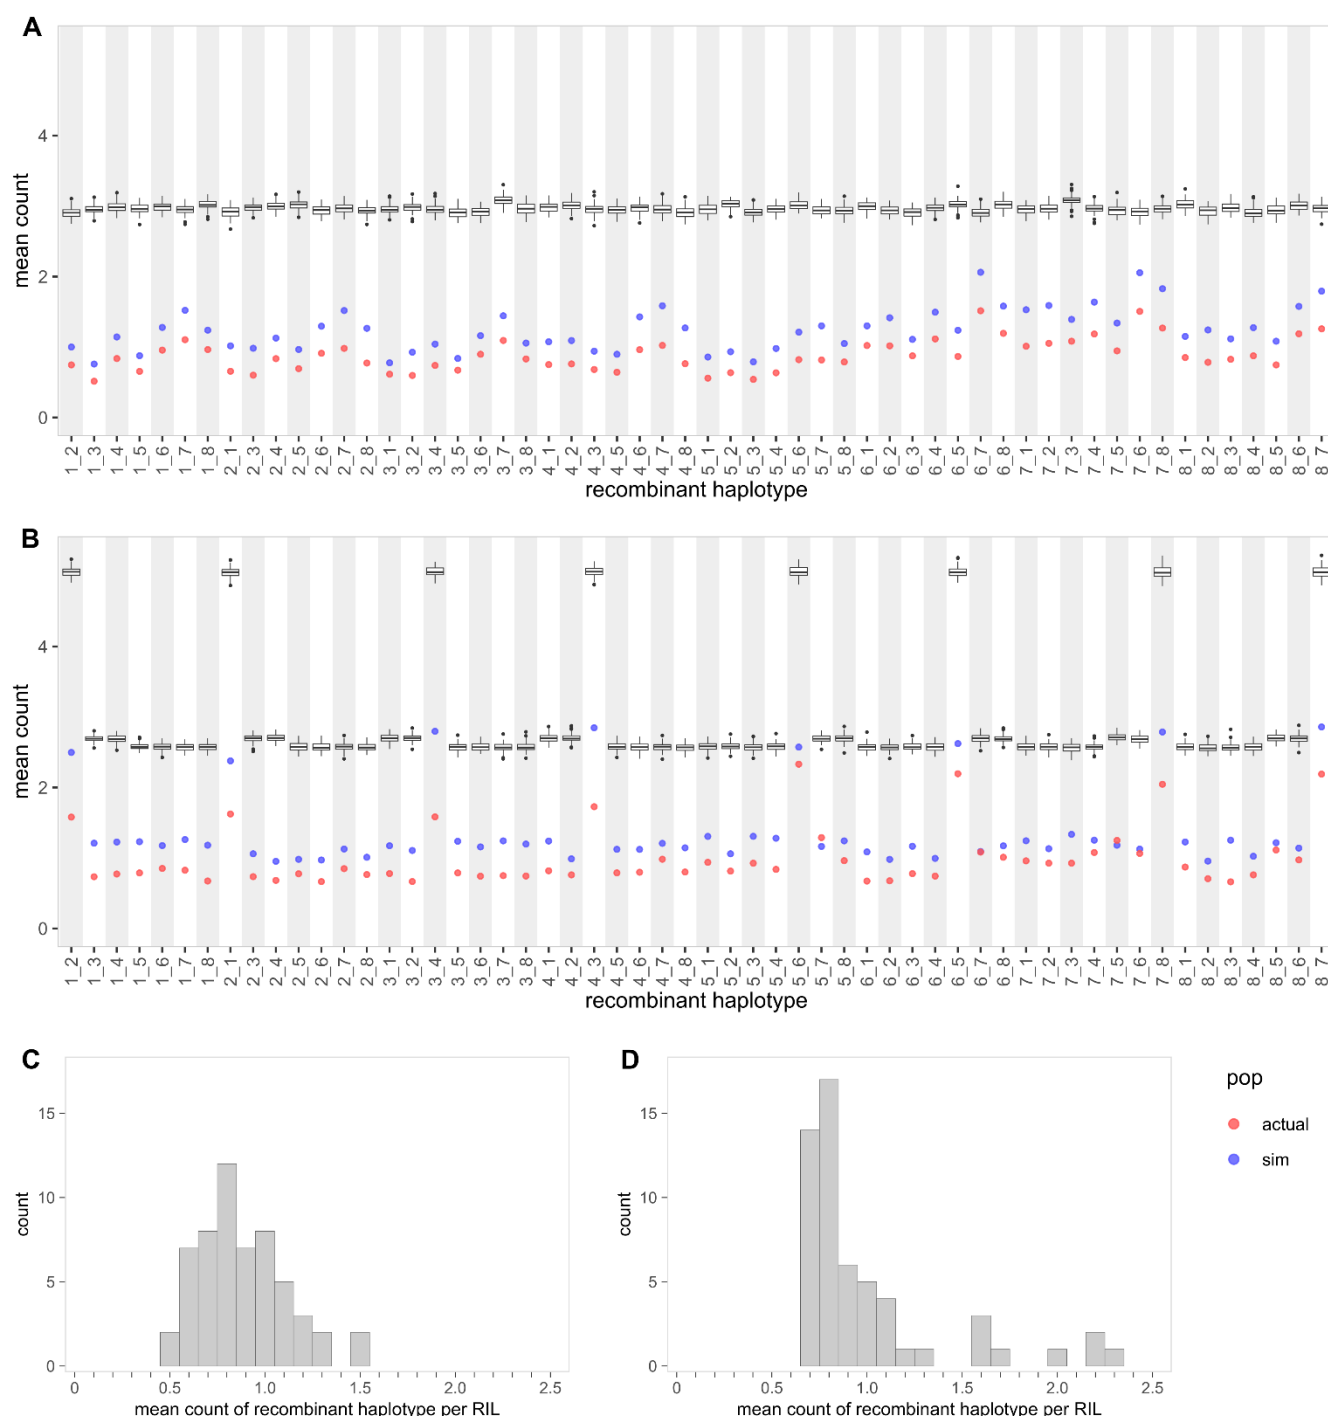 A
mean count
4
2
0
1_2 1_3 1_4 1_5 1_6 1_7 1_8 2_1 2_3 2_4 2_5 2_6 2_7 2_8 3_1 3_2 3_4 3_5 3_6 3_7 3_8 4_1 4_2 4_3 4_5 4_6 4_7 4_8 5_1 5_2 5_3 5_4 5_6 5_7 5_8 6_1 6_2 6_3 6_4 6_5 6_7 6_8 7_1 7_2 7_3 7_4 7_5 7_6 7_8 8_1 8_2 8_3 8_4 8_5 8_6 8_7
recombinant haplotype
B
mean count
4
2
0
1_2 1_3 1_4 1_5 1_6 1_7 1_8 2_1 2_3 2_4 2_5 2_6 2_7 2_8 3_1 3_2 3_4 3_5 3_6 3_7 3_8 4_1 4_2 4_3 4_5 4_6 4_7 4_8 5_1 5_2 5_3 5_4 5_6 5_7 5_8 6_1 6_2 6_3 6_4 6_5 6_7 6_8 7_1 7_2 7_3 7_4 7_5 7_6 7_8 8_1 8_2 8_3 8_4 8_5 8_6 8_7
recombinant haplotype
C
count
15
10
5
0
0 0.5 1.0 1.5 2.0 2.5
mean count of recombinant haplotype per RIL
D
count
15
10
5
0
0 0.5 1.0 1.5 2.0 2.5
mean count of recombinant haplotype per RIL
pop
actual
sim